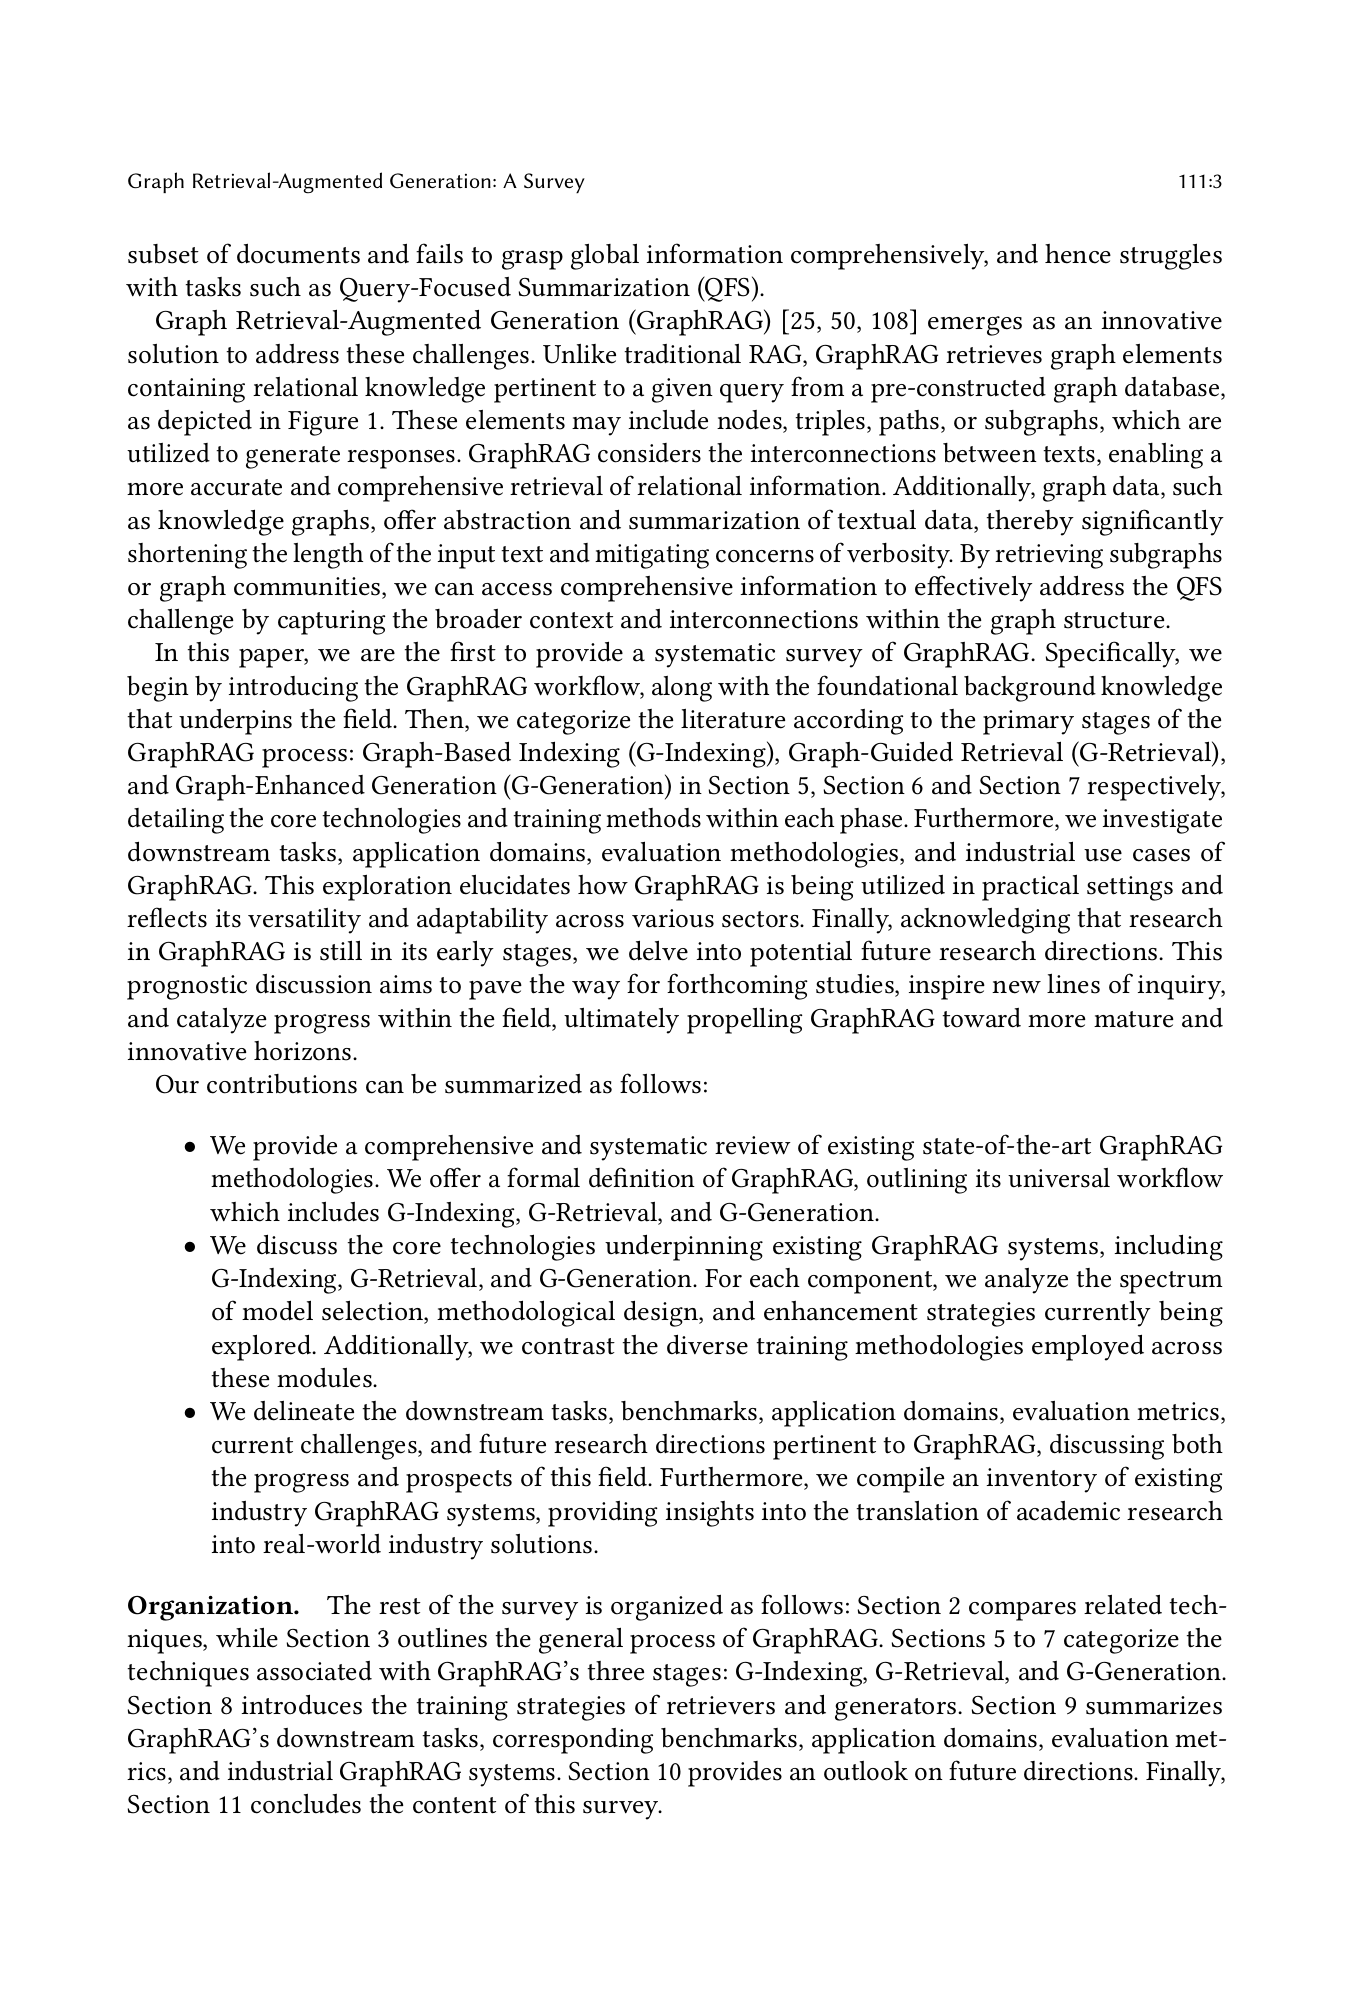 Graph Retrieval-Augmented Generation: A Survey 111:3
subset of documents and fails to grasp global information comprehensively, and hence struggles
with tasks such as Query-Focused Summarization (QFS).
Graph Retrieval-Augmented Generation (GraphRAG) [25, 50, 108] emerges as an innovative
solution to address these challenges. Unlike traditional RAG, GraphRAG retrieves graph elements
containing relational knowledge pertinent to a given query from a pre-constructed graph database,
as depicted in Figure 1. These elements may include nodes, triples, paths, or subgraphs, which are
utilized to generate responses. GraphRAG considers the interconnections between texts, enabling a
more accurate and comprehensive retrieval of relational information. Additionally, graph data, such
as knowledge graphs, offer abstraction and summarization of textual data, thereby significantly
shortening the length of the input text and mitigating concerns of verbosity. By retrieving subgraphs
or graph communities, we can access comprehensive information to effectively address the QFS
challenge by capturing the broader context and interconnections within the graph structure.
In this paper, we are the first to provide a systematic survey of GraphRAG. Specifically, we
begin by introducing the GraphRAG workflow, along with the foundational background knowledge
that underpins the field. Then, we categorize the literature according to the primary stages of the
GraphRAG process: Graph-Based Indexing (G-Indexing), Graph-Guided Retrieval (G-Retrieval),
and Graph-Enhanced Generation (G-Generation) in Section 5, Section 6 and Section 7 respectively,
detailing the core technologies and training methods within each phase. Furthermore, we investigate
downstream tasks, application domains, evaluation methodologies, and industrial use cases of
GraphRAG. This exploration elucidates how GraphRAG is being utilized in practical settings and
reflects its versatility and adaptability across various sectors. Finally, acknowledging that research
in GraphRAG is still in its early stages, we delve into potential future research directions. This
prognostic discussion aims to pave the way for forthcoming studies, inspire new lines of inquiry,
and catalyze progress within the field, ultimately propelling GraphRAG toward more mature and
innovative horizons.
Our contributions can be summarized as follows:
• We provide a comprehensive and systematic review of existing state-of-the-art GraphRAG
methodologies. We offer a formal definition of GraphRAG, outlining its universal workflow
which includes G-Indexing, G-Retrieval, and G-Generation.
• We discuss the core technologies underpinning existing GraphRAG systems, including
G-Indexing, G-Retrieval, and G-Generation. For each component, we analyze the spectrum
of model selection, methodological design, and enhancement strategies currently being
explored. Additionally, we contrast the diverse training methodologies employed across
these modules.
• We delineate the downstream tasks, benchmarks, application domains, evaluation metrics,
current challenges, and future research directions pertinent to GraphRAG, discussing both
the progress and prospects of this field. Furthermore, we compile an inventory of existing
industry GraphRAG systems, providing insights into the translation of academic research
into real-world industry solutions.
Organization. The rest of the survey is organized as follows: Section 2 compares related tech-
niques, while Section 3 outlines the general process of GraphRAG. Sections 5 to 7 categorize the
techniques associated with GraphRAG’s three stages: G-Indexing, G-Retrieval, and G-Generation.
Section 8 introduces the training strategies of retrievers and generators. Section 9 summarizes
GraphRAG’s downstream tasks, corresponding benchmarks, application domains, evaluation met-
rics, and industrial GraphRAG systems. Section 10 provides an outlook on future directions. Finally,
Section 11 concludes the content of this survey.